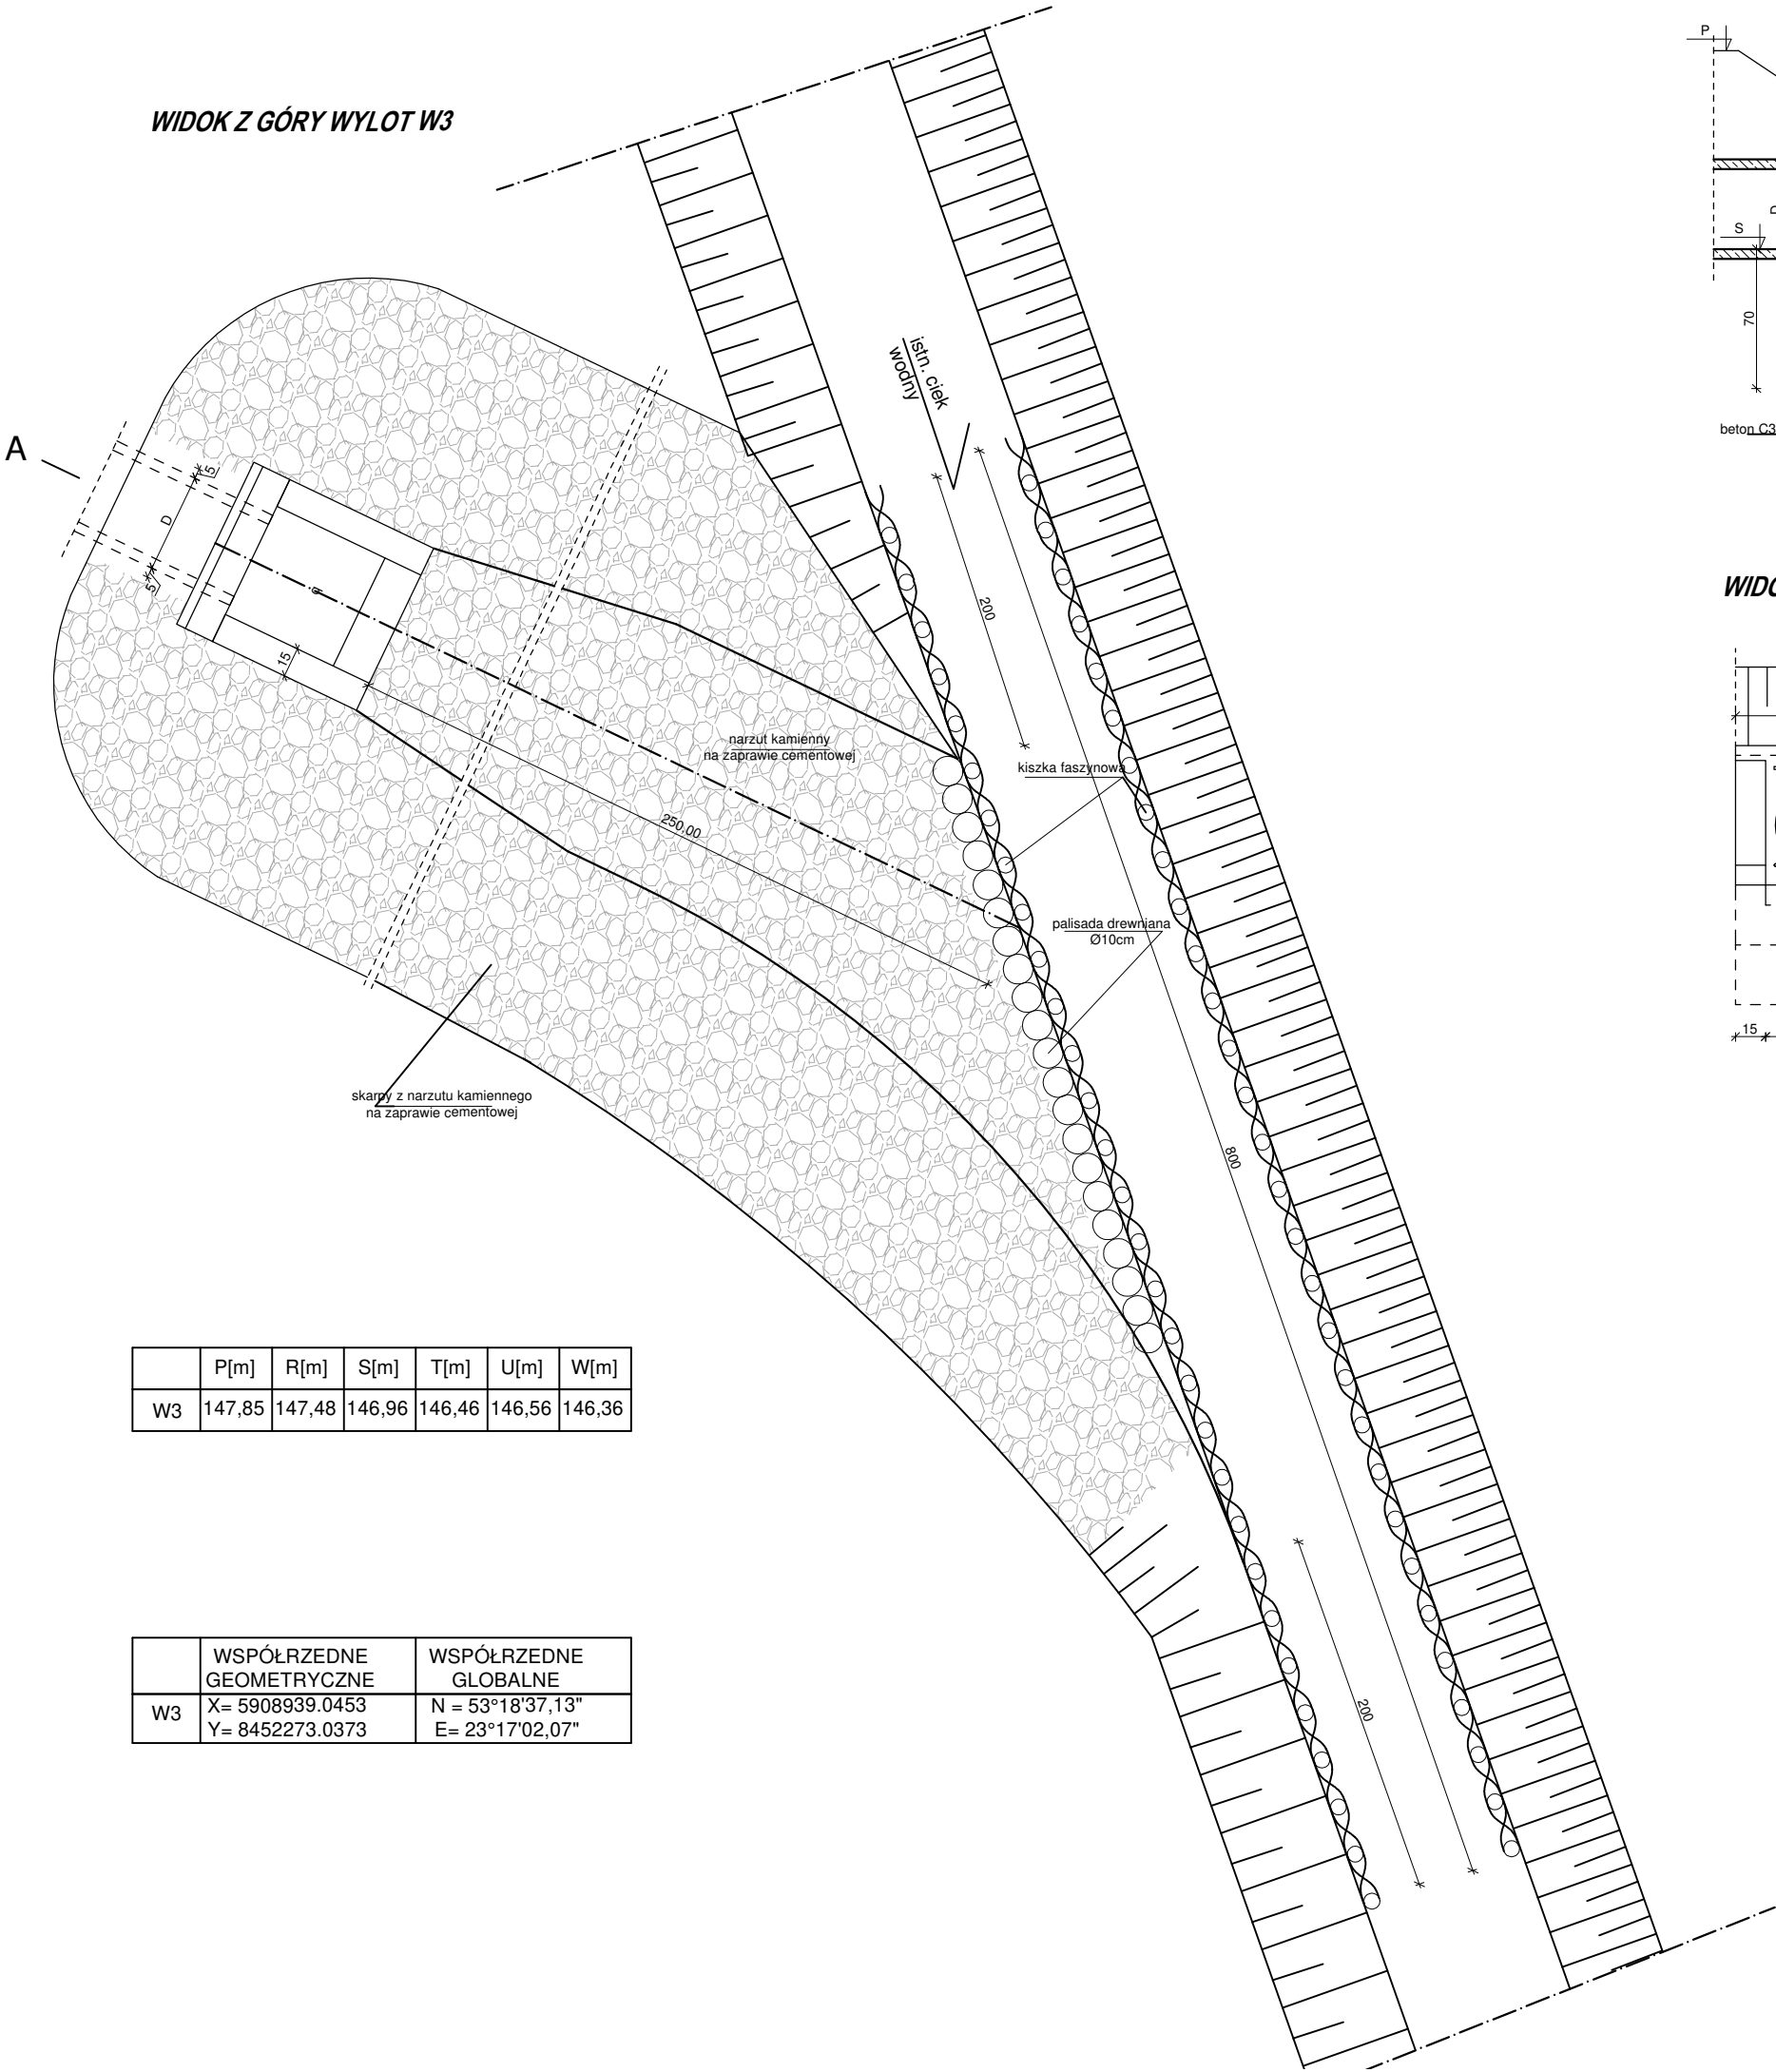 WIDOK Z GÓRY WYLOT W3
A
5
D
5
15
q
250.00
istn. ciek
wodny
200
kiszka faszynowa
narzut kamienny
na zaprawie cementowej
palisada drewniana
Ø10cm
800
200
skarpy z narzutu kamiennego
na zaprawie cementowej
P[m] R[m] S[m] T[m] U[m] W[m]
W3 147,85 147,48 146,96 146,46 146,56 146,36
WSPÓŁRZEDNE WSPÓŁRZEDNE
GEOMETRYCZNE GLOBALNE
W3
X= 5908939.0453 N = 53°18'37,13"
Y= 8452273.0373 E= 23°17'02,07"
P
S
70
beton C3
WIDO
15